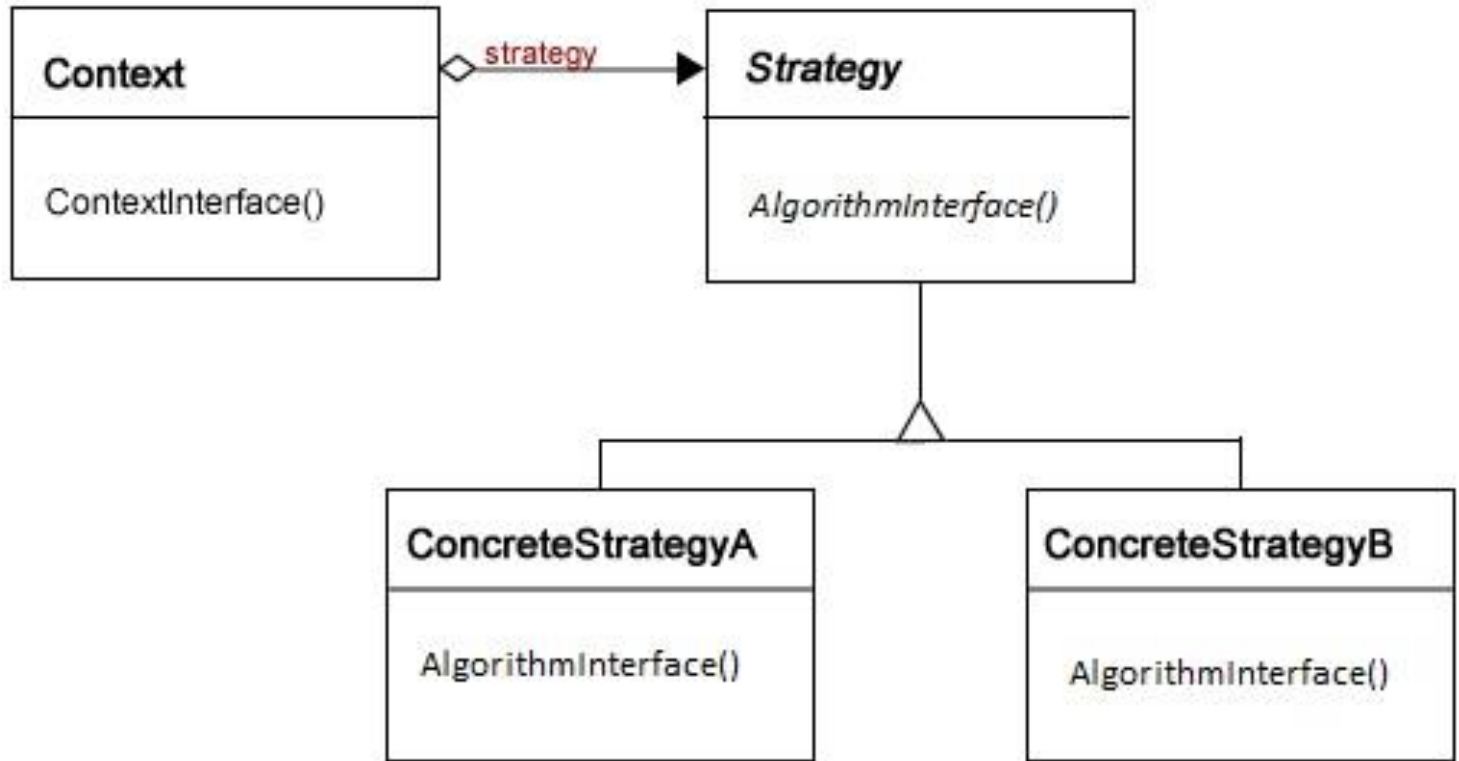 Context
strategy
Strategy
ContextInterface()
AlgorithmInterface()
ConcreteStrategyA
ConcreteStrategyB
AlgorithmInterface()
AlgorithmInterface()